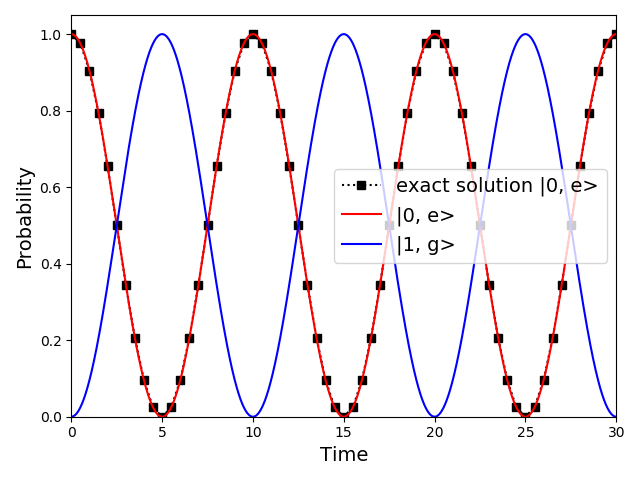 1.0
0.8
0.6
0.4
0.2
0.0
Probability
exact solution |0, e>
|0, e>
|1, g>
0 5 10 15 20 25 30
Time